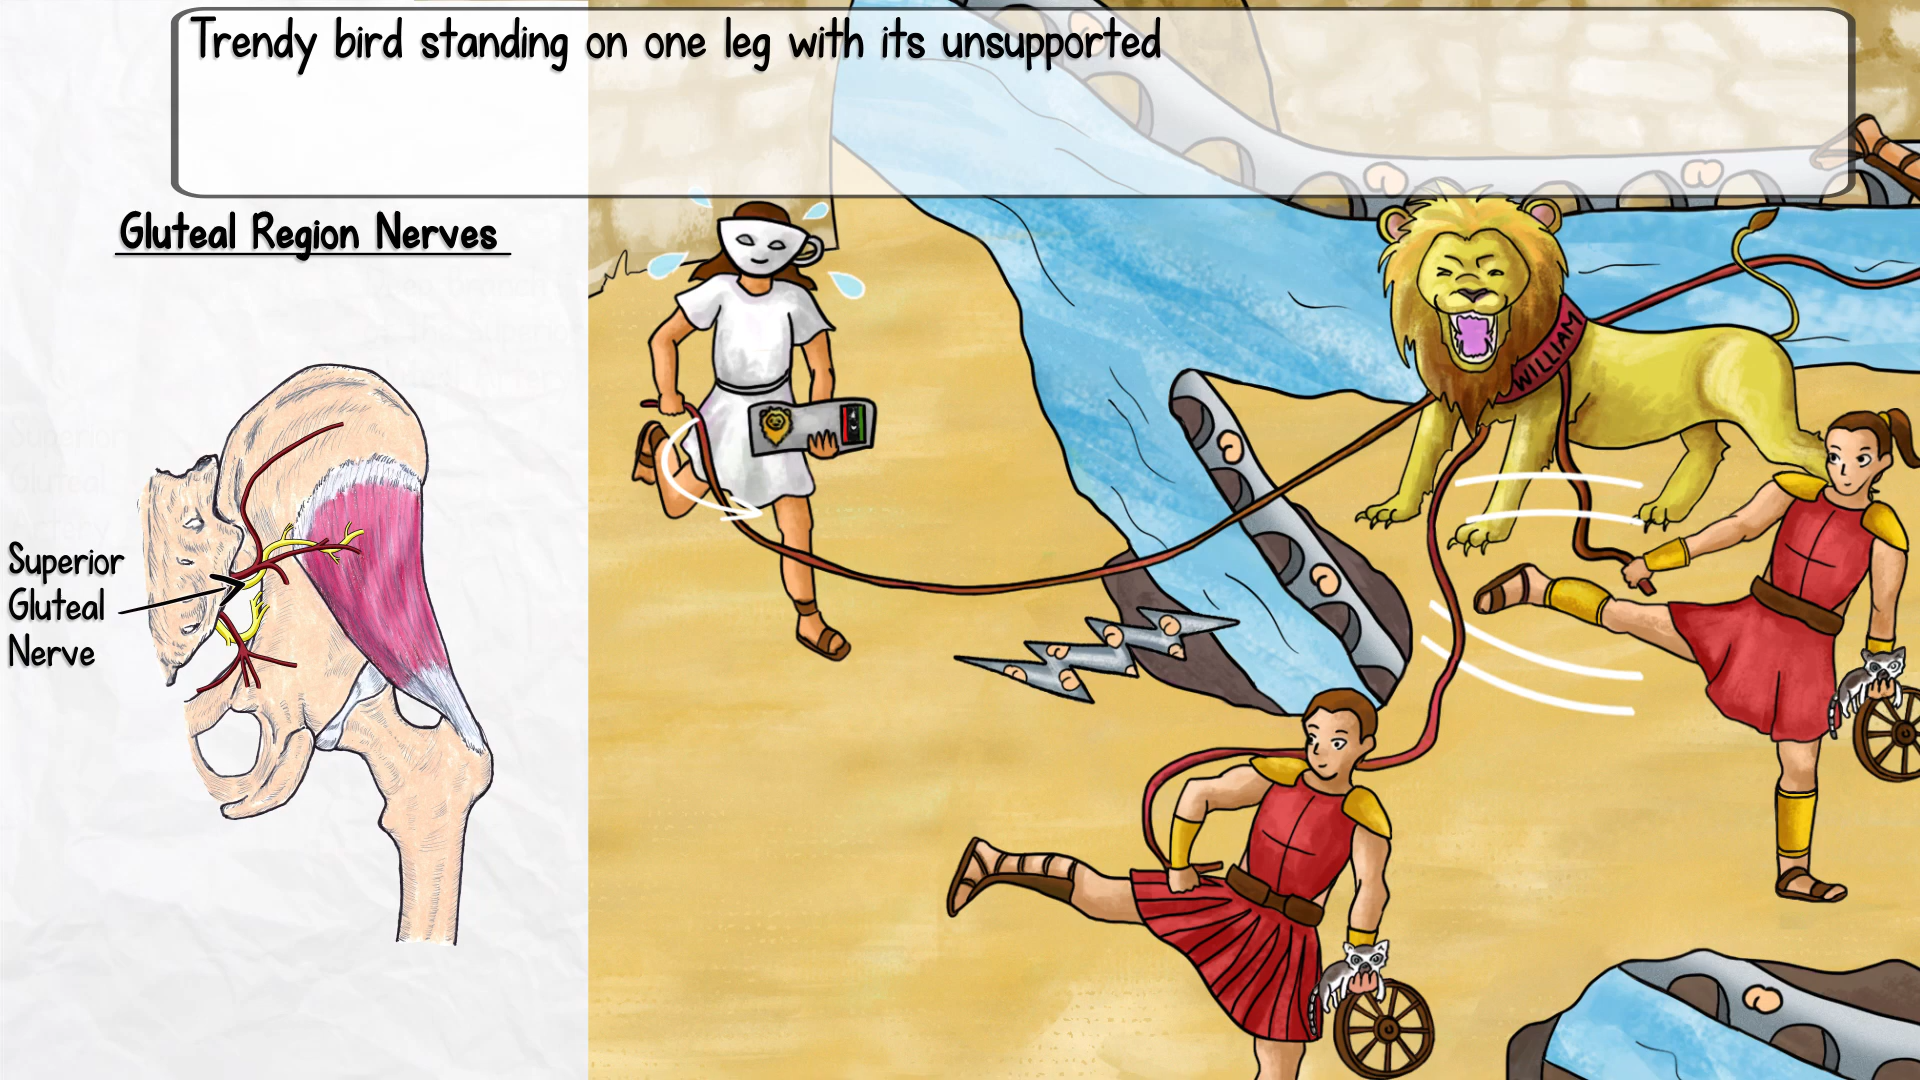 Trendy bird standing on one leg with its unsupported
Gluteal Region Nerves
Superior
Gluteal
Nerve
WILLIAM